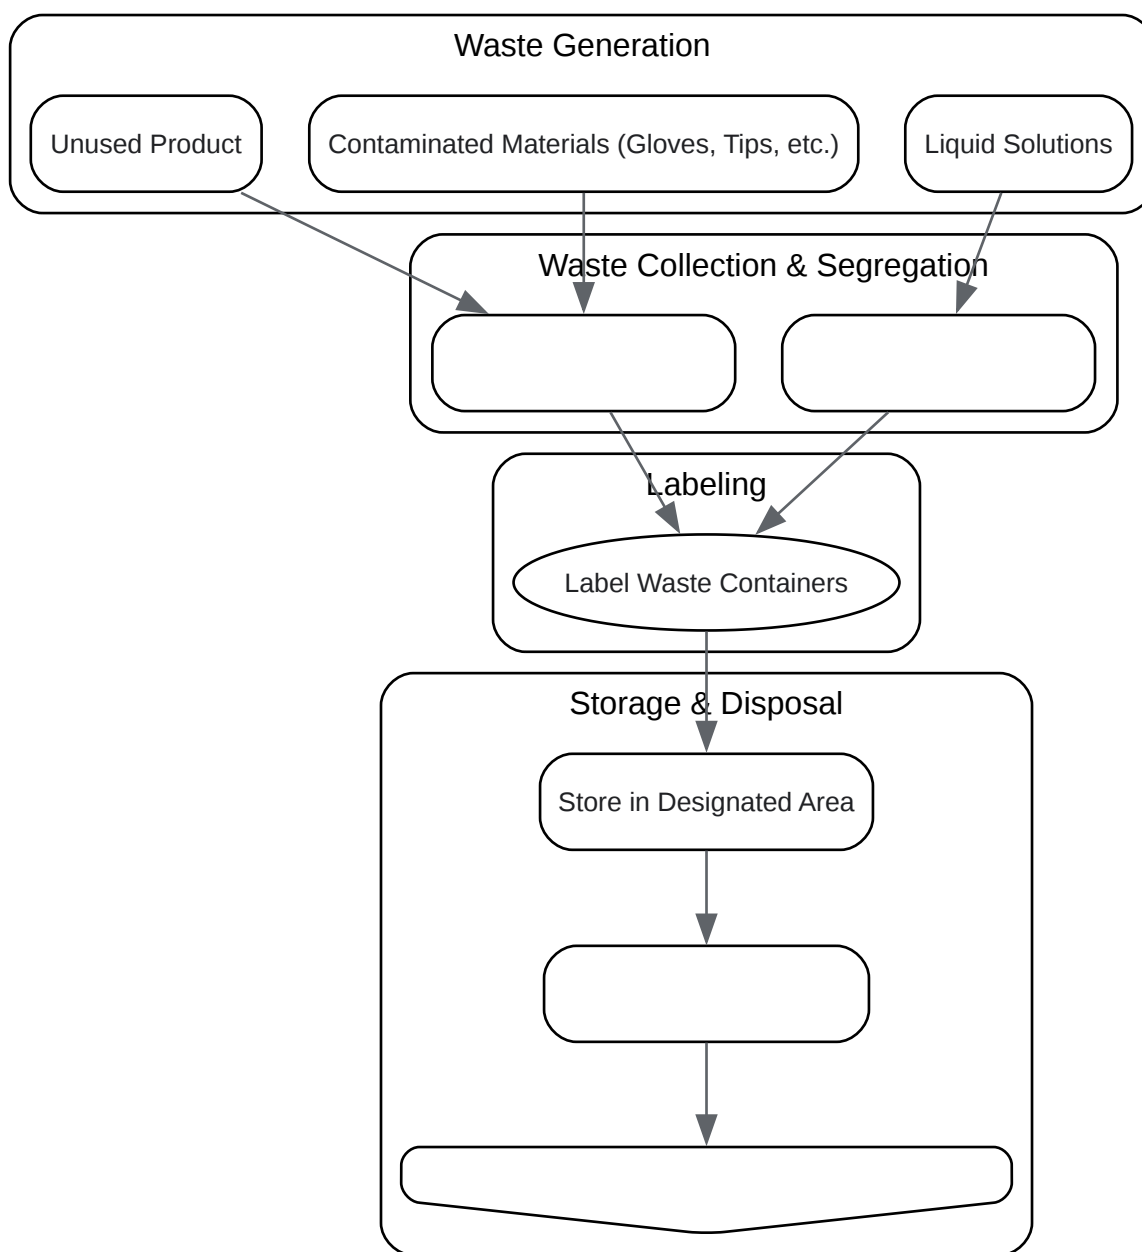 Waste Generation
Unused Product
Contaminated Materials (Gloves, Tips, etc.)
Liquid Solutions
Waste Collection & Segregation
Labeling
Label Waste Containers
Storage & Disposal
Store in Designated Area